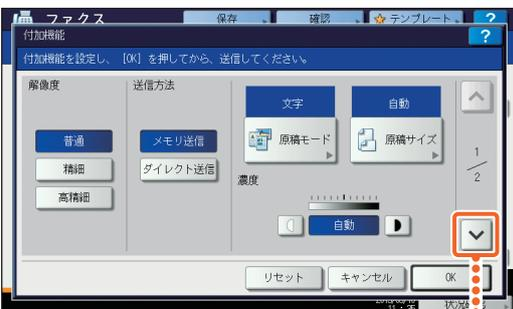 ファクス 保存 確認 テンプレート ?
付加機能 ?
付加機能を設定し、 [OK] を押してから、送信してください。
解像度 送信方法
文字 自動
普通 メモリ送信 原稿モード 原稿サイズ
精細 ダイレクト送信
高精細
1
2
濃度
自動
リセット キャンセル OK